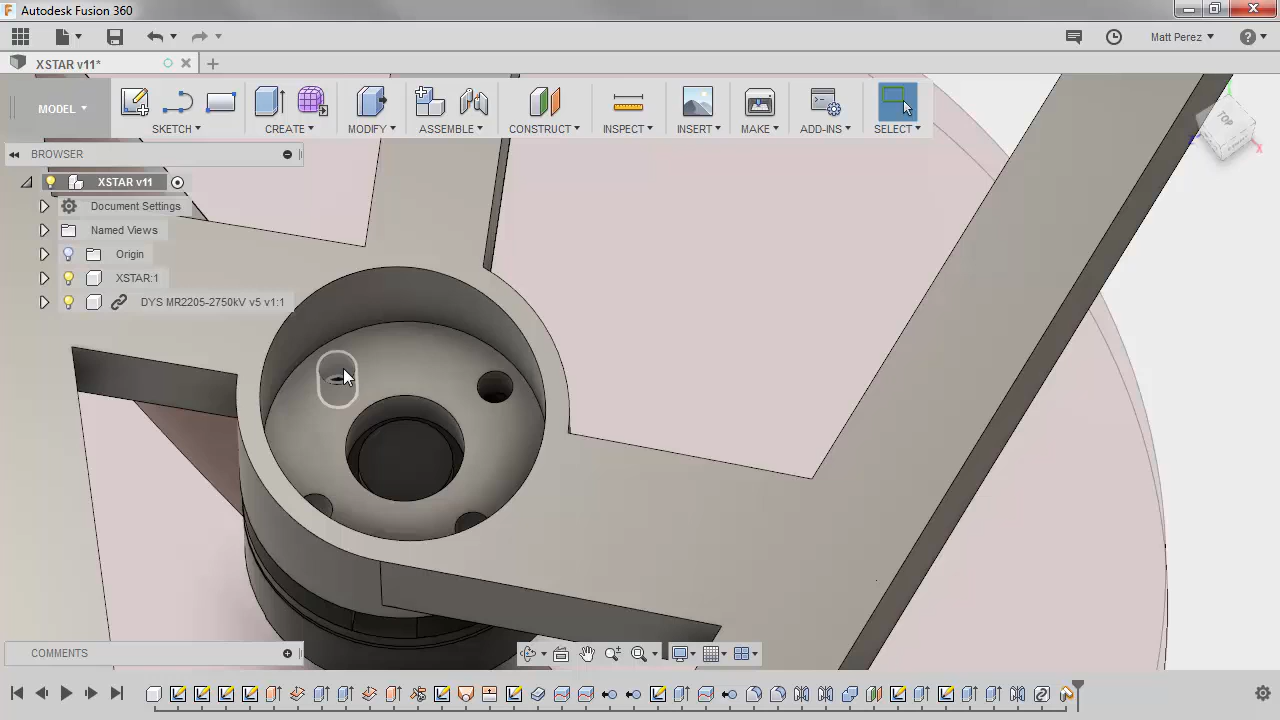 Autodesk Fusion 360
Matt Perez
XSTAR v11*
MODEL
SKETCH CREATE MODIFY ASSEMBLE CONSTRUCT INSPECT INSERT MAKE ADD-INS SELECT
TOP
BROWSER
XSTAR v11
Document Settings
Named Views
Origin
XSTAR:1
DYS MR2205-2750kV v5 v1:1
COMMENTS